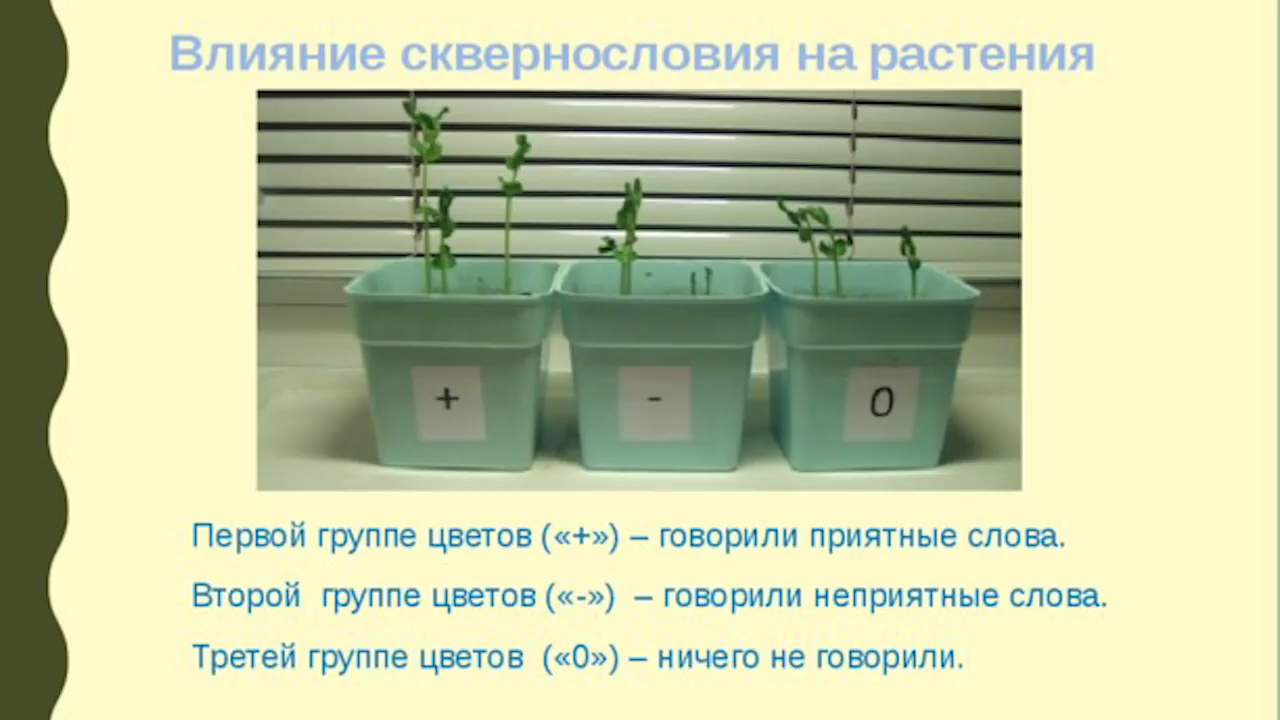 Влияние сквернословия на растения
+ - 0
Первой группе цветов («+») – говорили приятные слова.
Второй группе цветов («-») – говорили неприятные слова.
Третей группе цветов («0») – ничего не говорили.